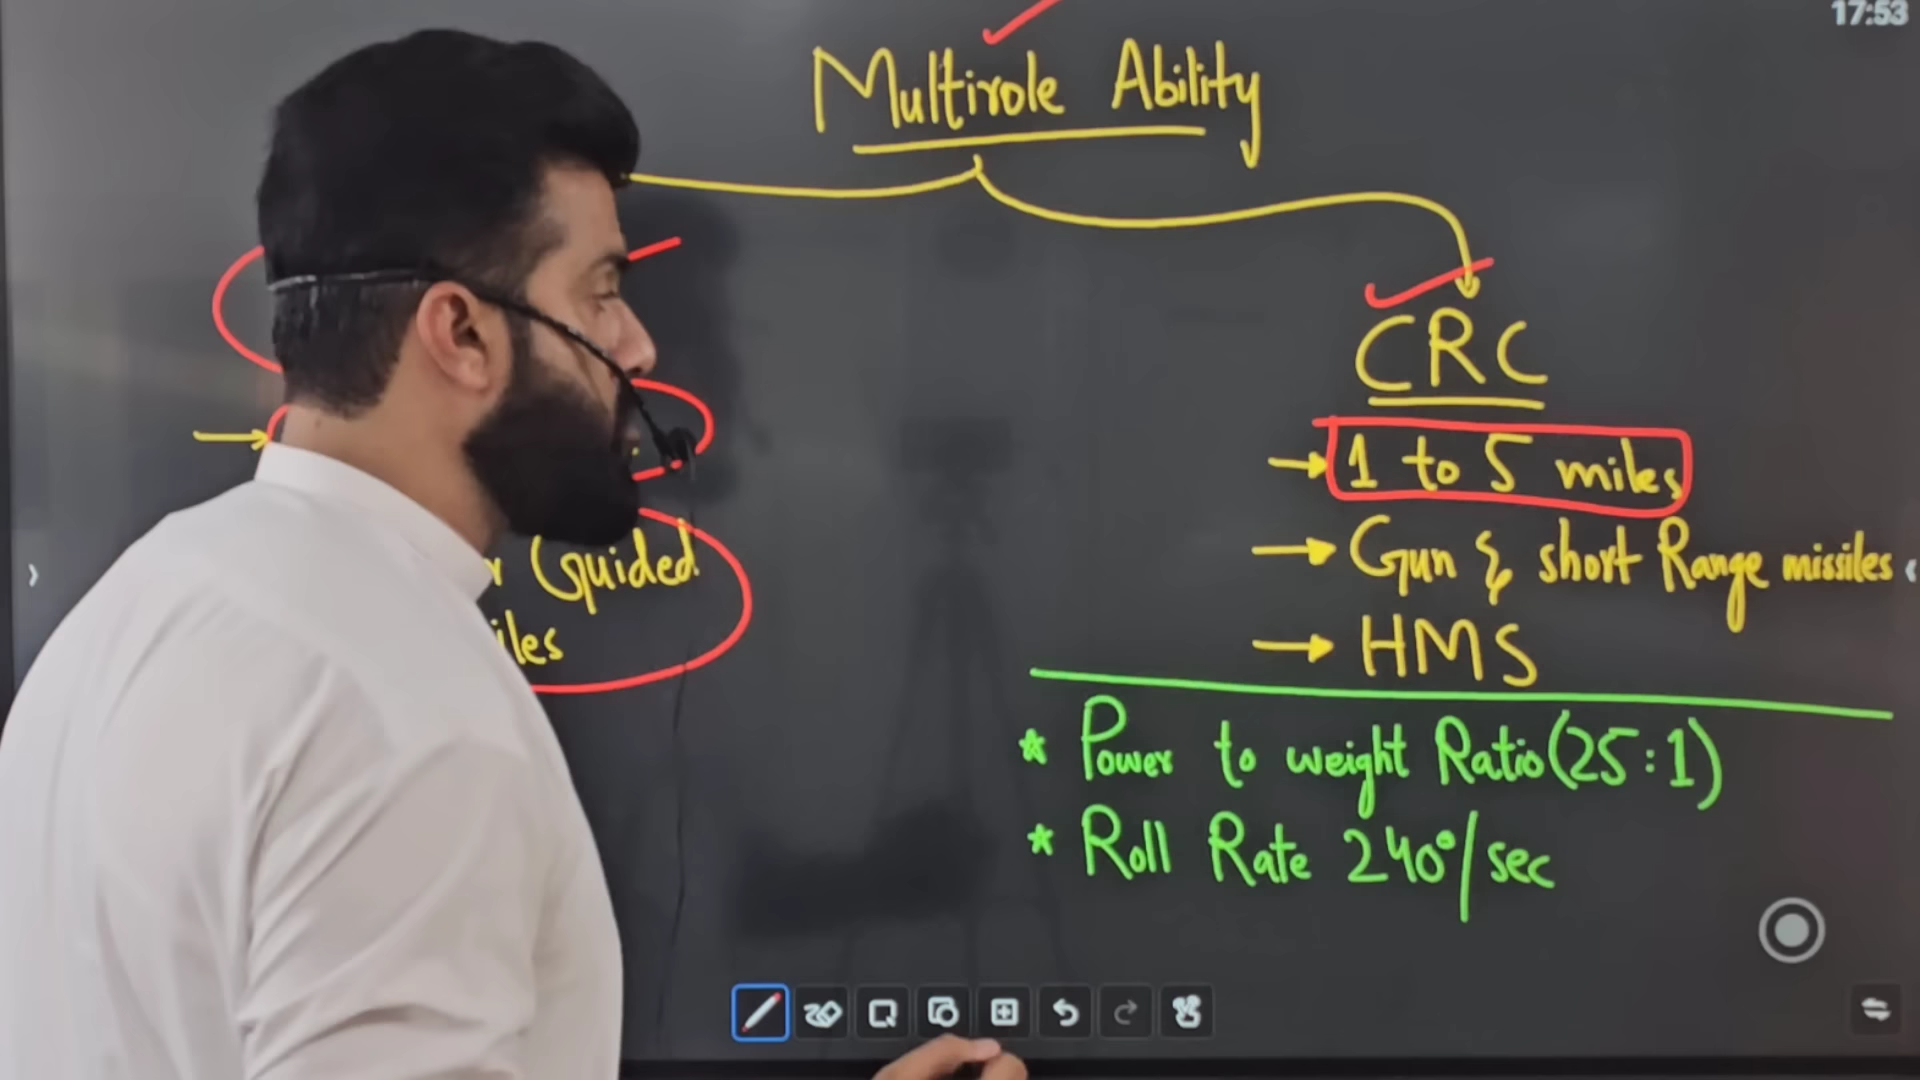 17:53
Multirole Ability
CRC
1 to 5 miles
Gun & short Range missiles
HMS
Guided
* Power to weight Ratio (25:1)
* Roll Rate 240°/sec